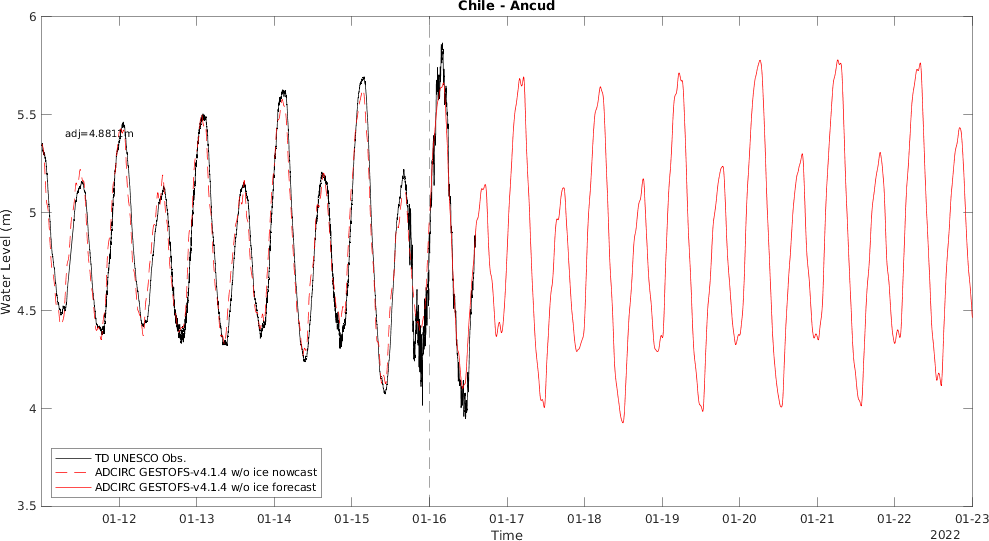 Chile - Ancud
6
5.5
5
4.5
4
3.5
Water Level (m)
adj=4.8811m
TD UNESCO Obs.
ADCIRC GESTOFS-v4.1.4 w/o ice nowcast
ADCIRC GESTOFS-v4.1.4 w/o ice forecast
01-12 01-13 01-14 01-15 01-16 01-17 01-18 01-19 01-20 01-21 01-22 01-23
Time
2022